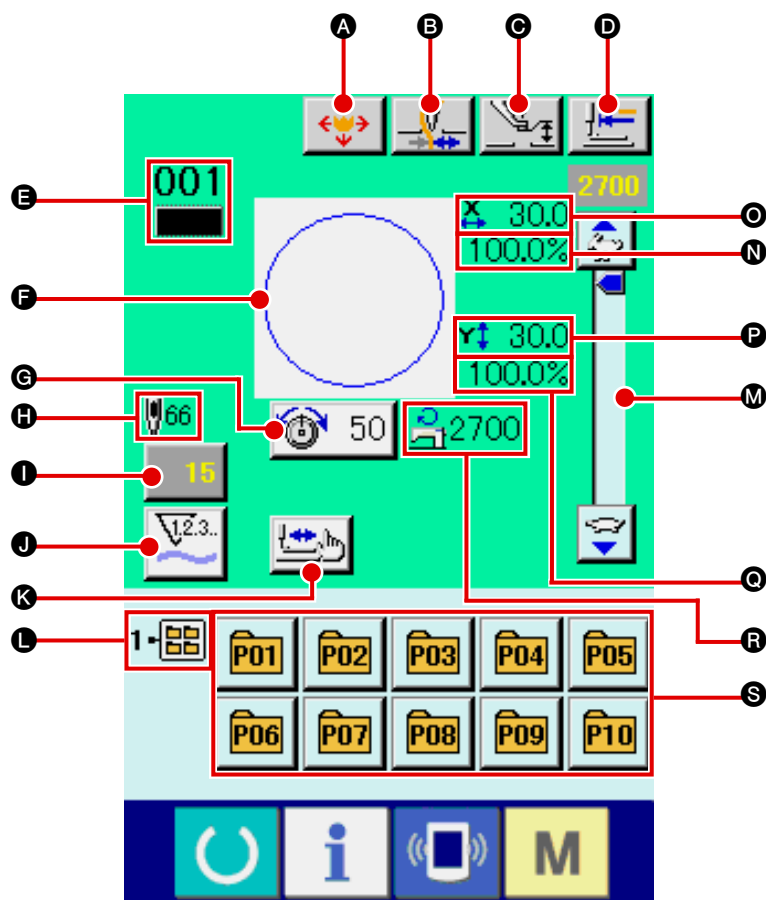 A B C D
001
2700
E
X 30.0 O
100.0% N
F
Y 30.0 P
100.0%
M
G
50 2700
H 66
I 15
J 1.2.3..
K
Q
L 1
R
P01 P02 P03 P04 P05
S
P06 P07 P08 P09 P10
i M